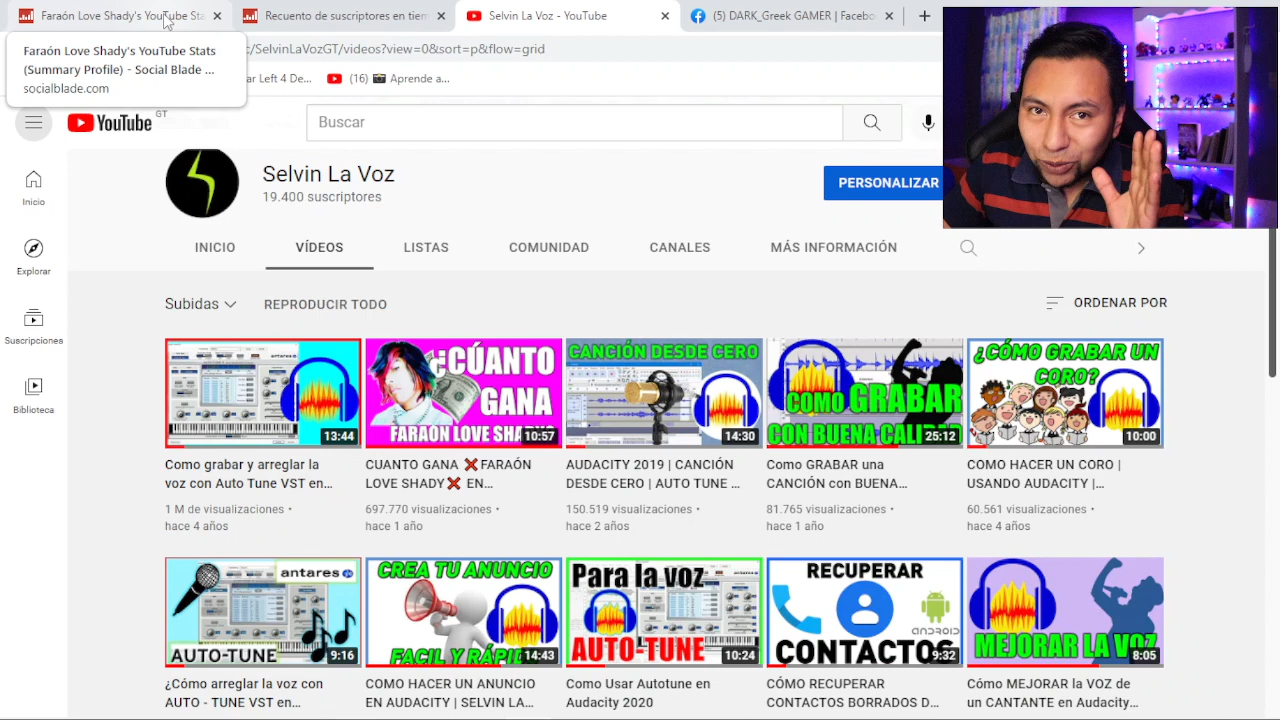 Faraón Love Shady's YouTube Sta
Recuento de suscriptores en tiem
Selvin La Voz - YouTube
(5) DARK_Greek GAMER | Facebo
Faraón Love Shady's YouTube Stats
(Summary Profile) - Social Blade ...
socialblade.com
/SelvinLaVozGT/videos?view=0&sort=p&flow=grid
ar Left 4 De...
(16) 📷 Aprende a...
YouTube GT
Buscar
Selvin La Voz
19.400 suscriptores
PERSONALIZAR
Inicio
Explorar
Suscripciones
Biblioteca
INICIO
VÍDEOS
LISTAS
COMUNIDAD
CANALES
MÁS INFORMACIÓN
Subidas
REPRODUCIR TODO
ORDENAR POR
13:44
¿CÚANTO
GANA
FARAÓN LOVE SHA
10:57
CANCIÓN DESDE CERO
14:30
COMO GRABAR
CON BUENA CALID
25:12
¿CÓMO GRABAR UN
CORO?
10:00
Como grabar y arreglar la
voz con Auto Tune VST en...
1 M de visualizaciones •
hace 4 años
CUANTO GANA ❌FARAÓN
LOVE SHADY❌ EN...
697.770 visualizaciones •
hace 1 año
AUDACITY 2019 | CANCIÓN
DESDE CERO | AUTO TUNE ...
150.519 visualizaciones •
hace 2 años
Como GRABAR una
CANCIÓN con BUENA...
81.765 visualizaciones •
hace 1 año
COMO HACER UN CORO |
USANDO AUDACITY |...
60.561 visualizaciones •
hace 4 años
antares
AUTO-TUNE
9:16
CREA TU ANUNCIO
FACIL Y RÁPI
14:43
Para la voz
AUTO-TUNE
10:24
RECUPERAR
ANDROID
CONTACTOS
9:32
MEJORAR LA VOZ
8:05
¿Cómo arreglar la voz con
AUTO - TUNE VST en...
COMO HACER UN ANUNCIO
EN AUDACITY | SELVIN LA...
Como Usar Autotune en
Audacity 2020
CÓMO RECUPERAR
CONTACTOS BORRADOS D...
Cómo MEJORAR la VOZ de
un CANTANTE en Audacity...